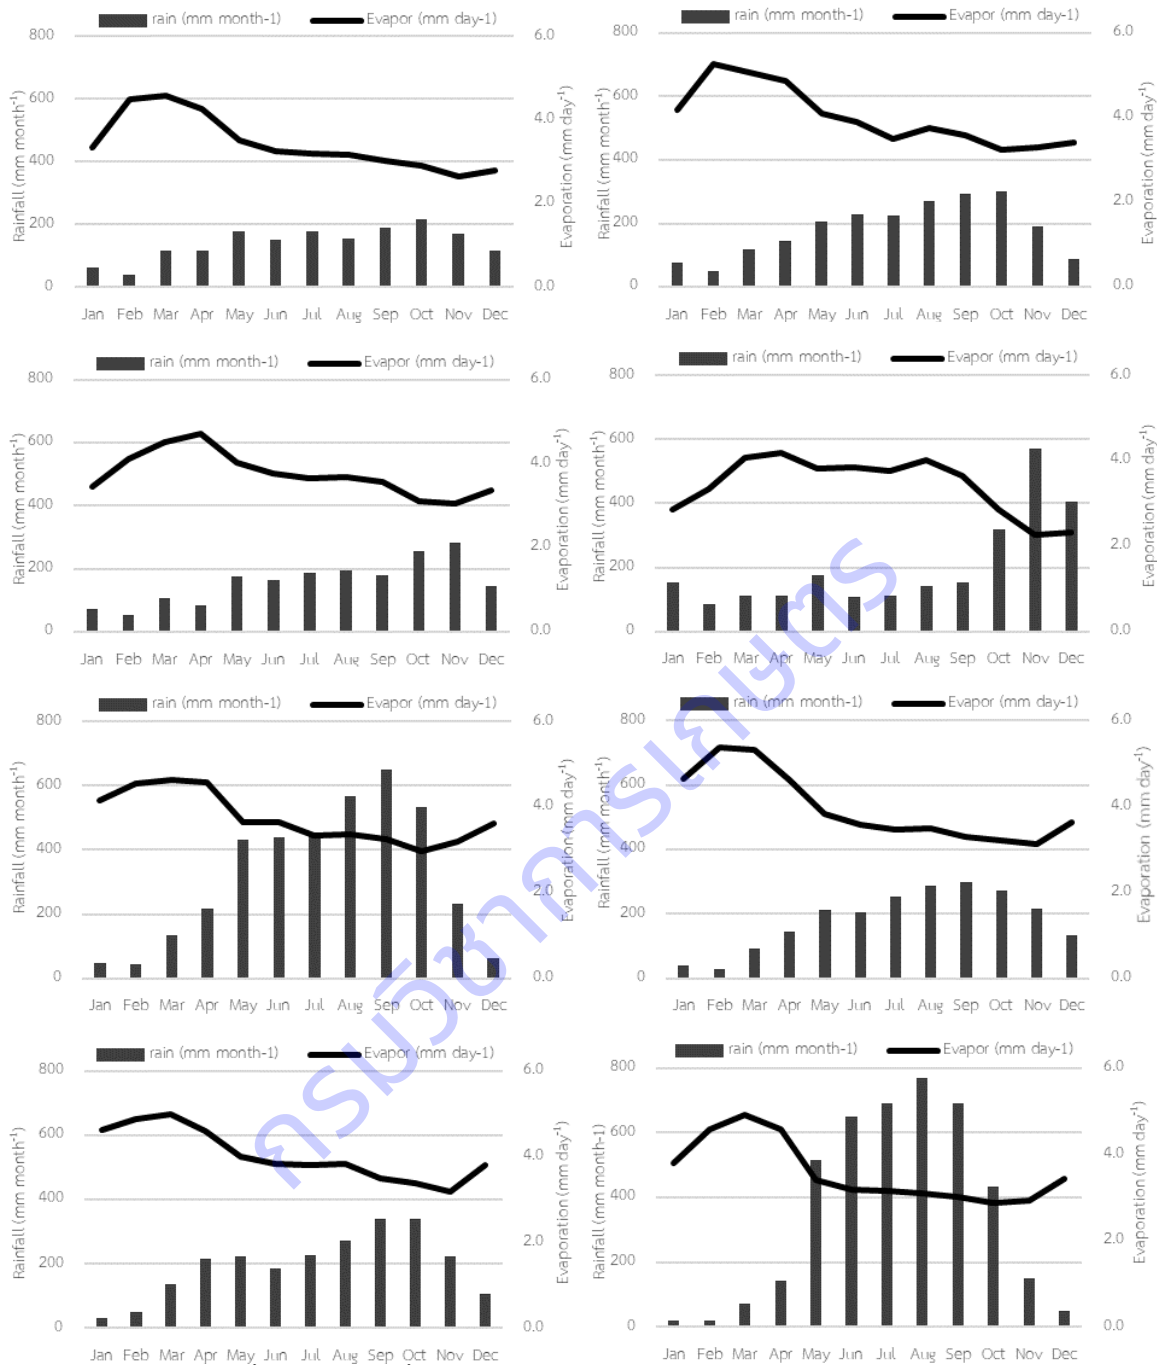 rain (mm month-1) Evapor (mm day-1)
800 6.0
600
4.0
400
2.0
200
0 0.0
Rainfall (mm month-1)
Evaporation (mm day-1)
Jan Feb Mar Apr May Jun Jul Aug Sep Oct Nov Dec
rain (mm month-1) Evapor (mm day-1)
800 6.0
600
4.0
400
2.0
200
0 0.0
Rainfall (mm month-1)
Evaporation (mm day-1)
Jan Feb Mar Apr May Jun Jul Aug Sep Oct Nov Dec
rain (mm month-1) Evapor (mm day-1)
800 6.0
600
4.0
400
2.0
200
0 0.0
Rainfall (mm month-1)
Evaporation (mm day-1)
Jan Feb Mar Apr May Jun Jul Aug Sep Oct Nov Dec
rain (mm month-1) Evapor (mm day-1)
800 6.0
600
4.0
400
2.0
200
0 0.0
Rainfall (mm month-1)
Evaporation (mm day-1)
Jan Feb Mar Apr May Jun Jul Aug Sep Oct Nov Dec
rain (mm month-1) Evapor (mm day-1)
800 6.0
600
4.0
400
2.0
200
0 0.0
Rainfall (mm month-1)
Evaporation (mm day-1)
Jan Feb Mar Apr May Jun Jul Aug Sep Oct Nov Dec
rain (mm month-1) Evapor (mm day-1)
800 6.0
600
4.0
400
2.0
200
0 0.0
Rainfall (mm month-1)
Evaporation (mm day-1)
Jan Feb Mar Apr May Jun Jul Aug Sep Oct Nov Dec
rain (mm month-1) Evapor (mm day-1)
800 6.0
600
4.0
400
2.0
200
0 0.0
Rainfall (mm month-1)
Evaporation (mm day-1)
Jan Feb Mar Apr May Jun Jul Aug Sep Oct Nov Dec
rain (mm month-1) Evapor (mm day-1)
800 6.0
600
4.0
400
2.0
200
0 0.0
Rainfall (mm month-1)
Evaporation (mm day-1)
Jan Feb Mar Apr May Jun Jul Aug Sep Oct Nov Dec
กรมวิชาการเกษตร